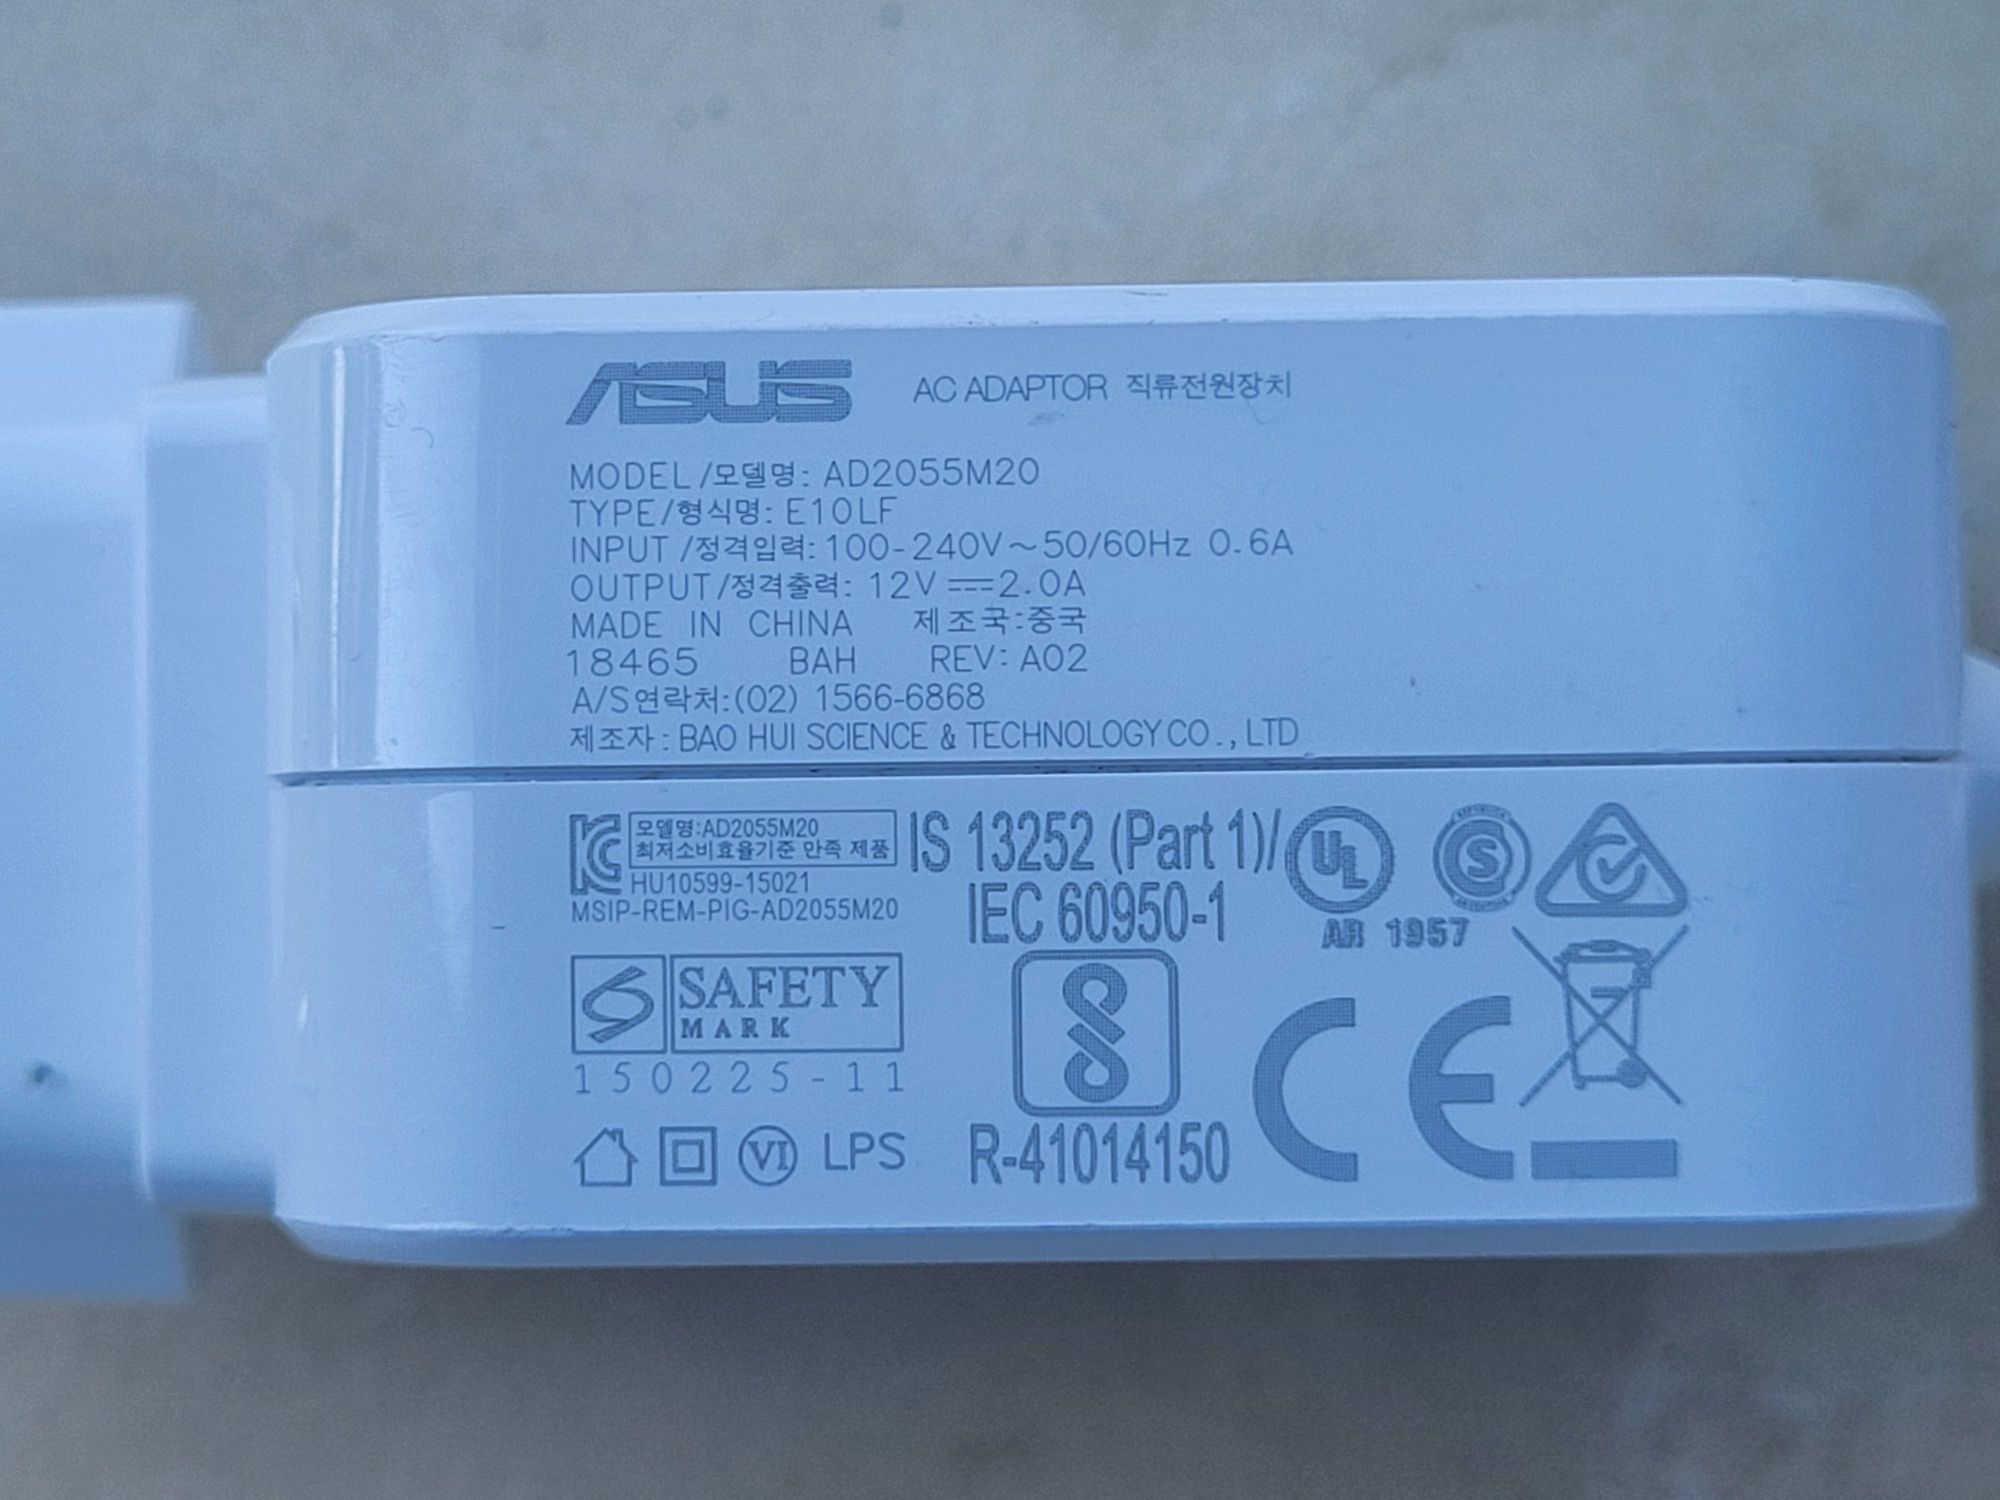 ASUS AC ADAPTOR 직류전원장치
MODEL/모델명: AD2055M20
TYPE/형식명: E10LF
INPUT/정격입력: 100-240V~50/60Hz 0.6A
OUTPUT/정격출력: 12V ⎓ 2.0A
MADE IN CHINA 제조국:중국
18465 BAH REV: A02
A/S연락처:(02) 1566-6868
제조자: BAO HUI SCIENCE & TECHNOLOGY CO., LTD
모델명:AD2055M20
최저소비효율기준 만족 제품
HU10599-15021
MSIP-REM-PIG-AD2055M20
IS 13252 (Part 1)/
IEC 60950-1
UL
S
AR 1957
SAFETY
MARK
150225-11
R-41014150
CE
VI LPS